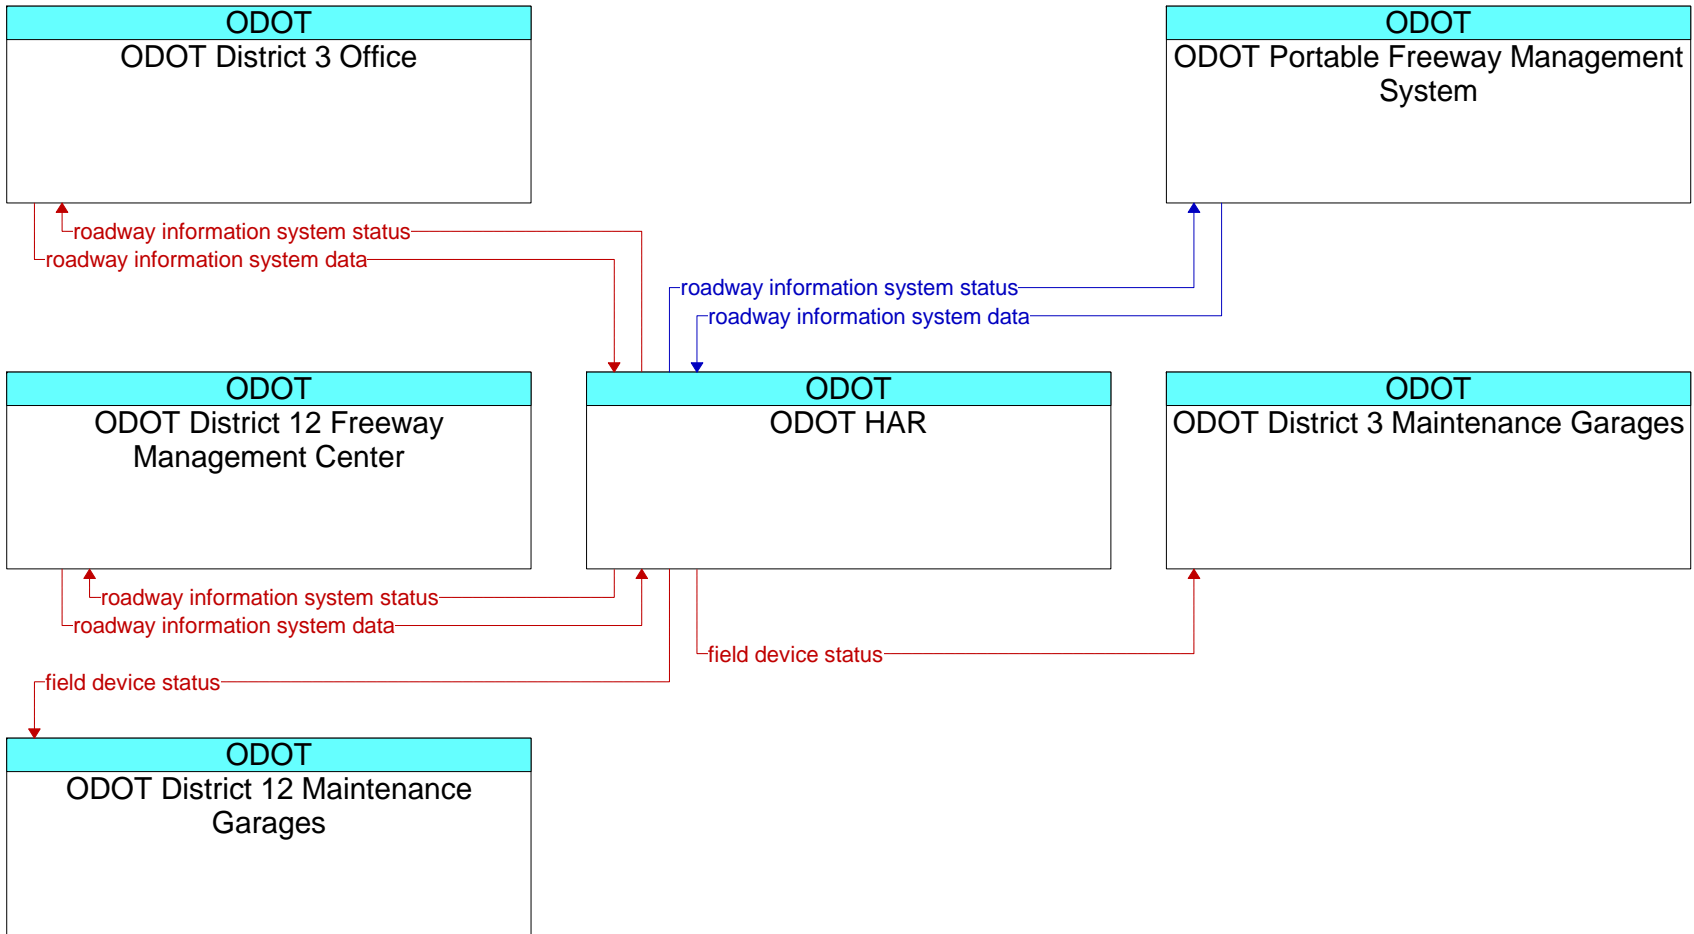 ODOT
ODOT District 3 Office
ODOT
ODOT Portable Freeway Management
System
roadway information system status
roadway information system data
roadway information system status
roadway information system data
ODOT
ODOT District 12 Freeway
Management Center
ODOT
ODOT HAR
ODOT
ODOT District 3 Maintenance Garages
roadway information system status
roadway information system data
field device status
field device status
ODOT
ODOT District 12 Maintenance
Garages